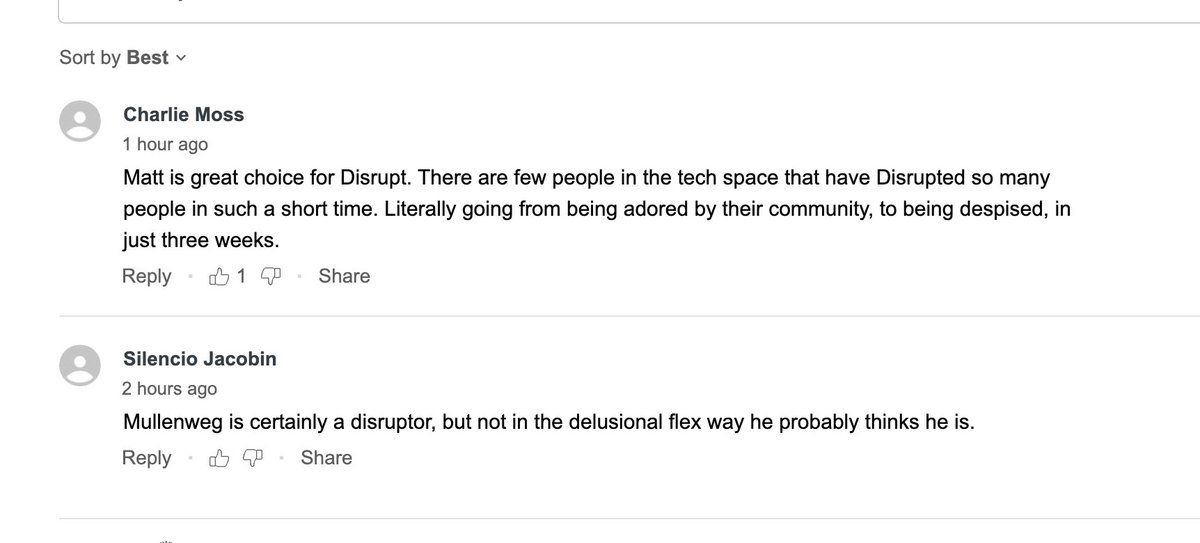 Sort by Best
Charlie Moss
1 hour ago
Matt is great choice for Disrupt. There are few people in the tech space that have Disrupted so many
people in such a short time. Literally going from being adored by their community, to being despised, in
just three weeks.
Reply 1 Share
Silencio Jacobin
2 hours ago
Mullenweg is certainly a disruptor, but not in the delusional flex way he probably thinks he is.
Reply Share